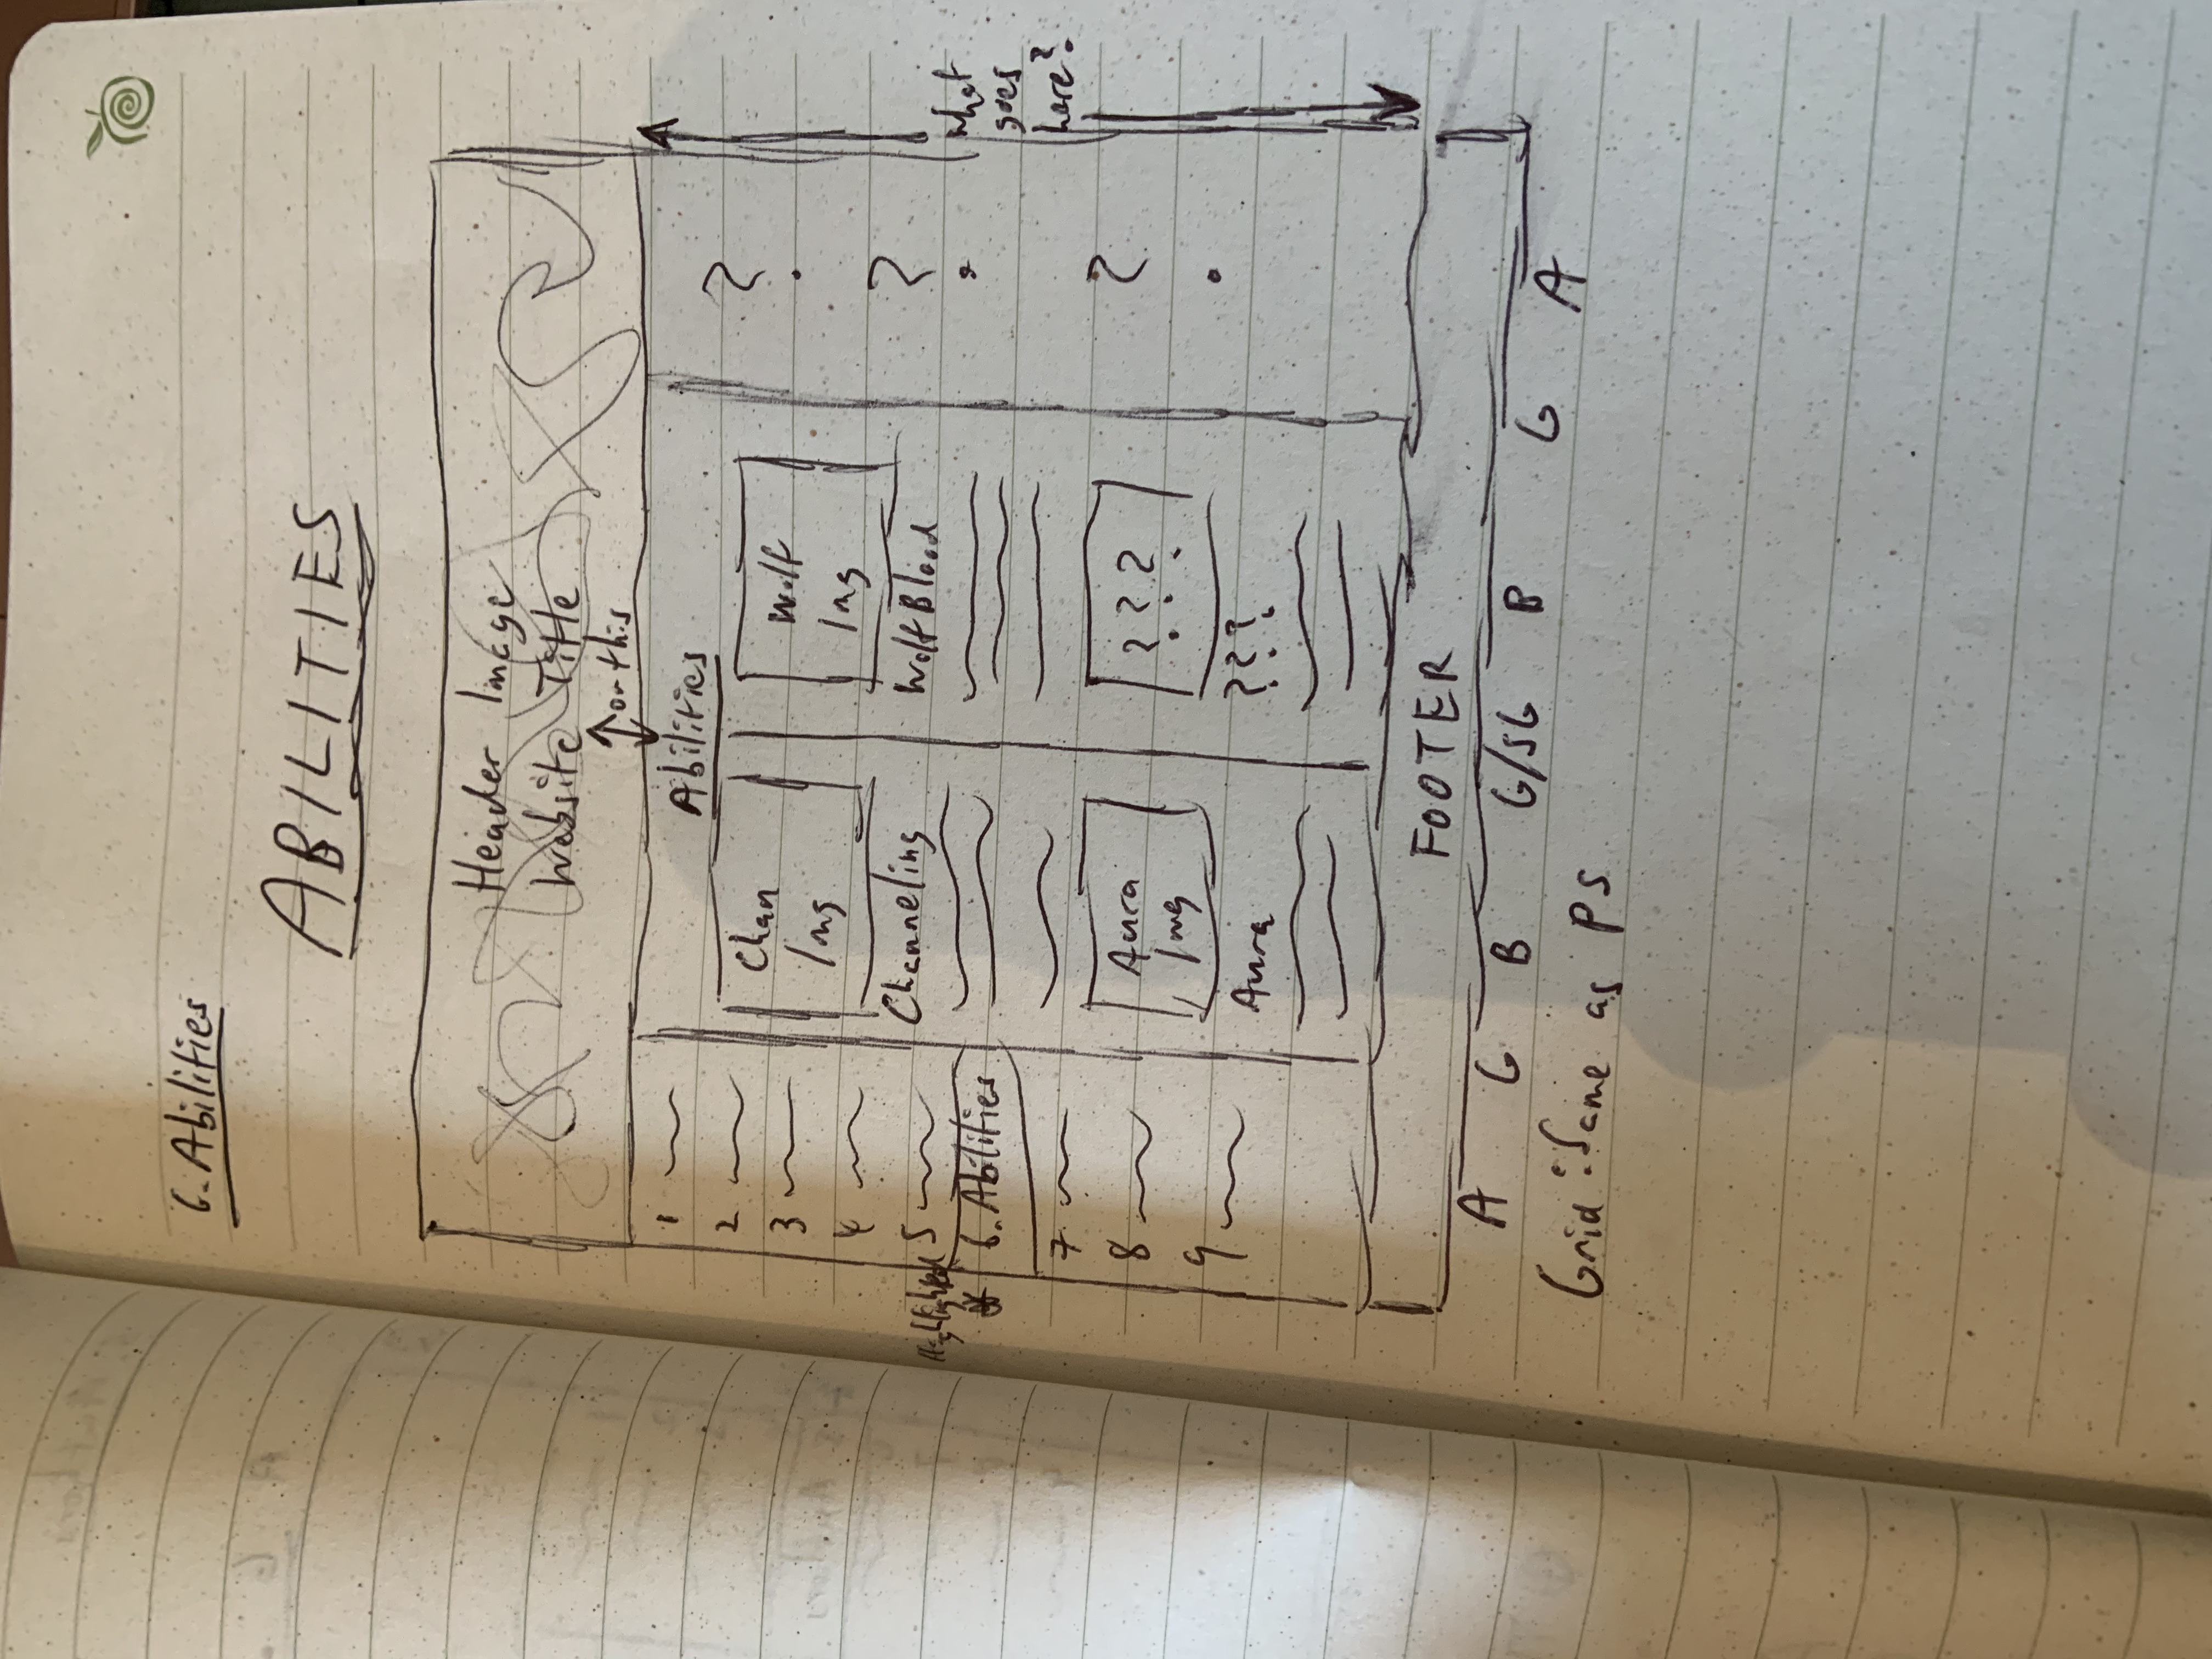 6. Abilities
ABILITIES
Header Image
Website Title
or this
Abilities
1
2
3
4
5
Highlighted
6. Abilities
7
8
9
Chan
Img
Channeling
Wolf
Img
Wolf Blood
Aura
Img
Aura
? ? ?
? ? ?
?
?
?
what
goes
here?
FOOTER
A G B G/SG B G A
Grid: Same as